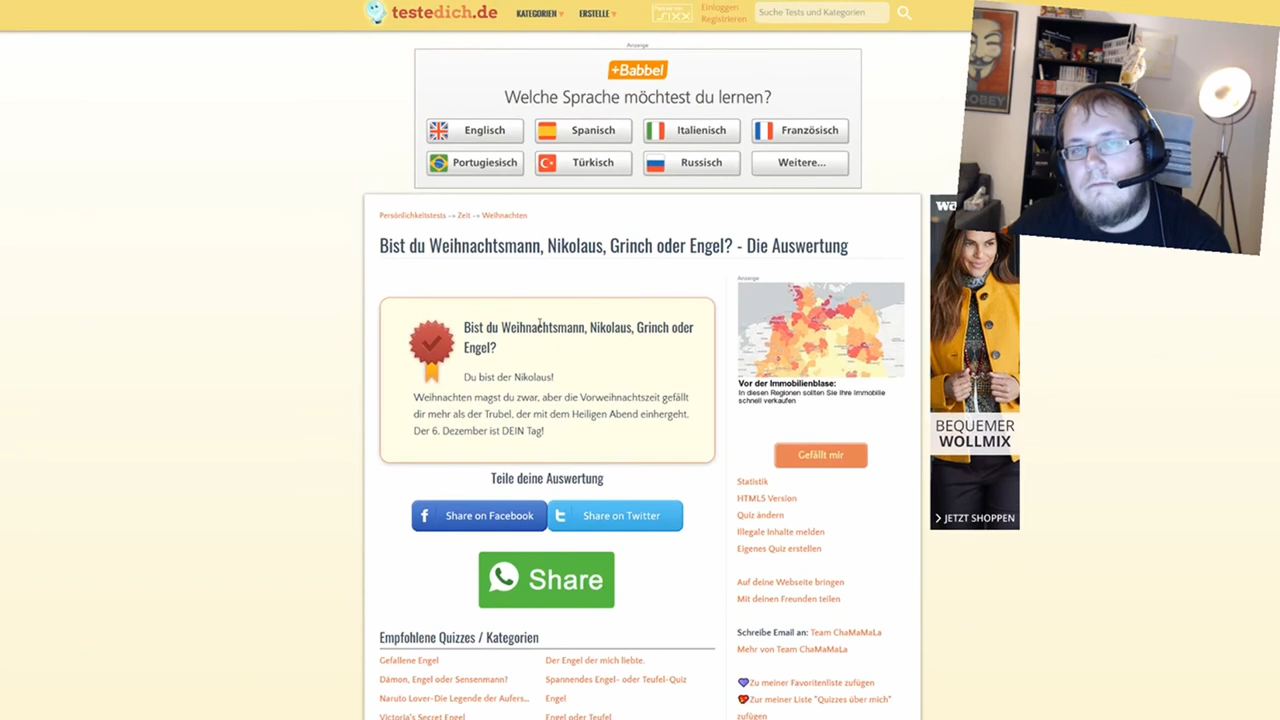 testedich.de
KATEGORIEN ▾
ERSTELLE ▾
sixx
Einloggen
Registrieren
Suche Tests und Kategorien
Anzeige
+Babbel
Welche Sprache möchtest du lernen?
Englisch
Spanisch
Italienisch
Französisch
Portugiesisch
Türkisch
Russisch
Weitere...
OBEY
Persönlichkeitstests -» Zeit -» Weihnachten
Bist du Weihnachtsmann, Nikolaus, Grinch oder Engel? - Die Auswertung
Bist du Weihnachtsmann, Nikolaus, Grinch oder
Engel?
Du bist der Nikolaus!
Weihnachten magst du zwar, aber die Vorweihnachtszeit gefällt
dir mehr als der Trubel, der mit dem Heiligen Abend einhergeht.
Der 6. Dezember ist DEIN Tag!
Teile deine Auswertung
Share on Facebook
Share on Twitter
Share
Empfohlene Quizzes / Kategorien
Gefallene Engel
Der Engel der mich liebte.
Dämon, Engel oder Sensenmann?
Spannendes Engel- oder Teufel-Quiz
Naruto Lover-Die Legende der Aufers...
Engel
Victoria's Secret Engel
Engel oder Teufel
Anzeige
Vor der Immobilienblase:
In diesen Regionen sollten Sie Ihre Immobilie
schnell verkaufen
Gefällt mir
Statistik
HTML5 Version
Quiz ändern
Illegale Inhalte melden
Eigenes Quiz erstellen
Auf deine Webseite bringen
Mit deinen Freunden teilen
Schreibe Email an: Team ChaMaMaLa
Mehr von Team ChaMaMaLa
Zu meiner Favoritenliste zufügen
Zur meiner Liste "Quizzes über mich"
zufügen
BEQUEMER
WOLLMIX
> JETZT SHOPPEN